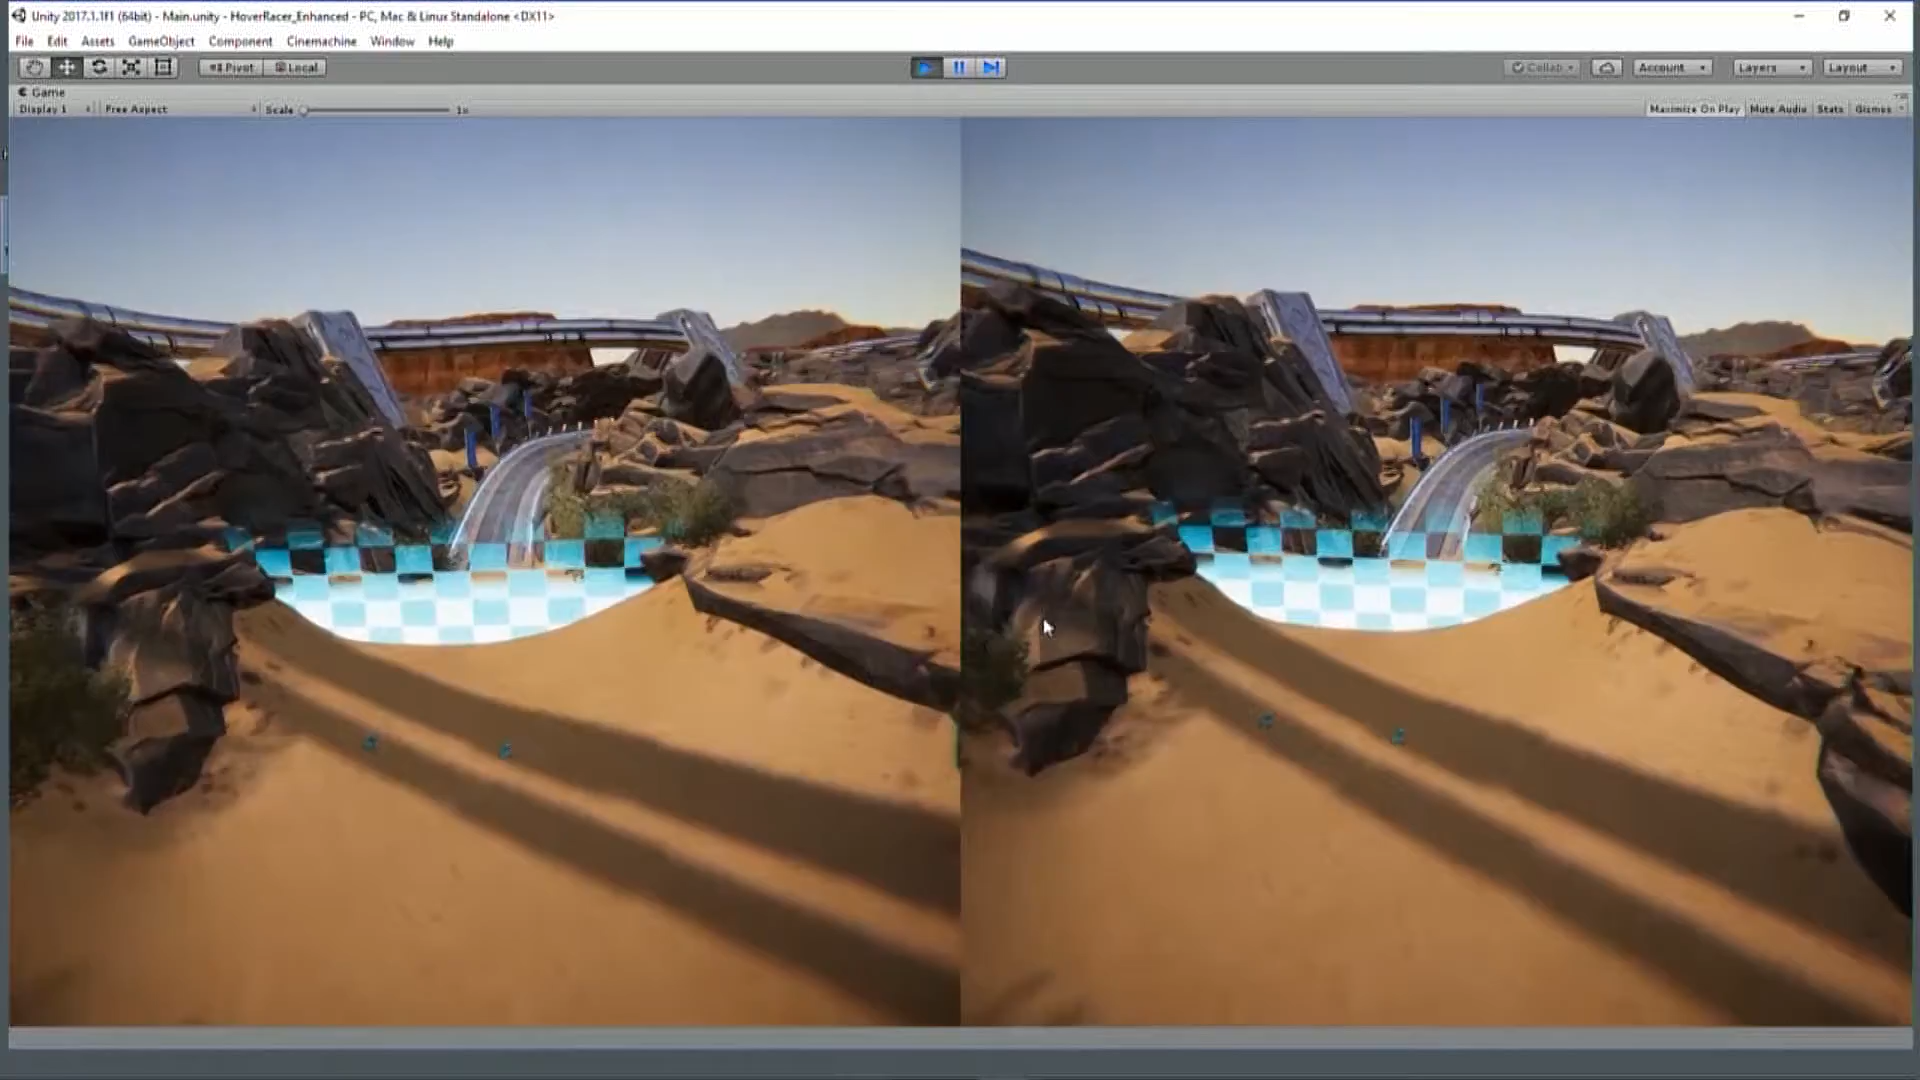 Unity 2017.1.1f1 (64bit) - Main.unity - HoverRacer_Enhanced - PC, Mac & Linux Standalone <DX11>
File Edit Assets GameObject Component Cinemachine Window Help
Pivot Local Collab Account Layers Layout
Game
Display 1 Free Aspect Scale 1x Maximize On Play Mute Audio Stats Gizmos